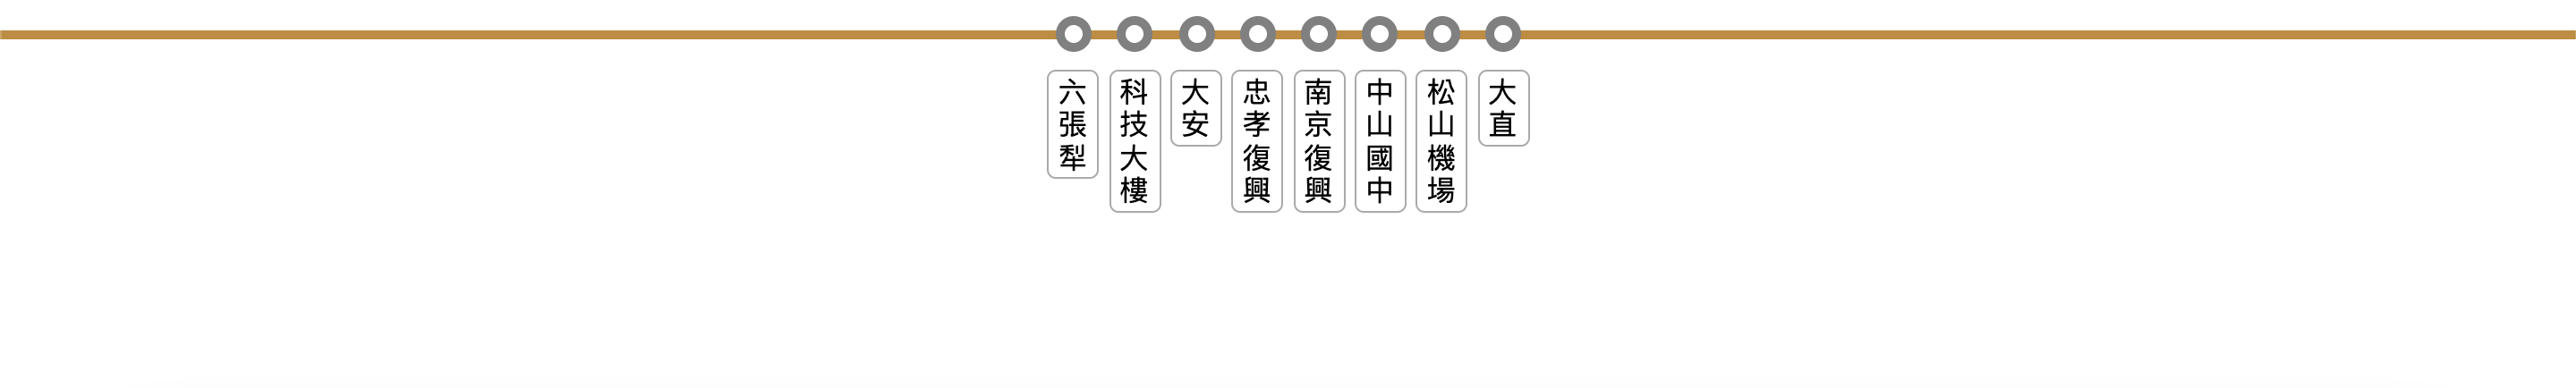 六張犁
科技大樓
大安
忠孝復興
南京復興
中山國中
松山機場
大直